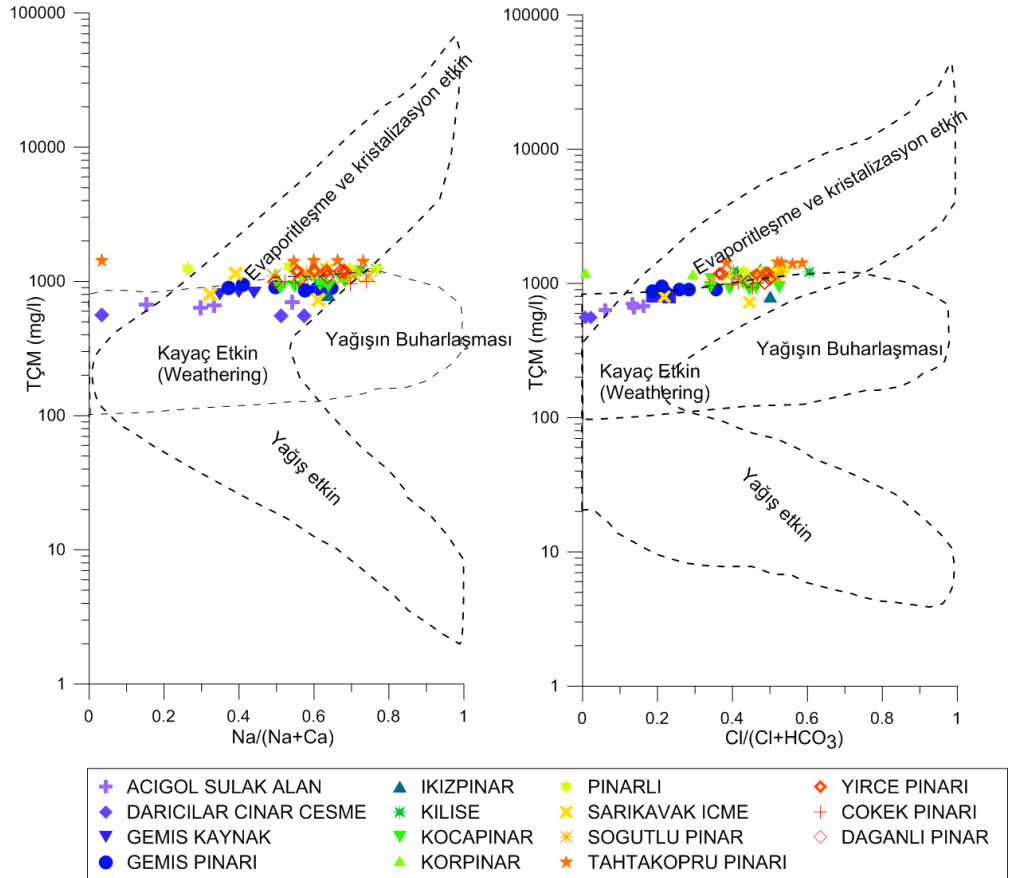 100000
10000
1000
100
10
1
TÇM (mg/l)
0
0.2
0.4
0.6
0.8
1
Na/(Na+Ca)
Evaporitleşme ve kristalizasyon etkin
Kayaç Etkin
(Weathering)
Yağışın Buharlaşması
Yağış etkin
100000
10000
1000
100
10
1
TÇM (mg/l)
0
0.2
0.4
0.6
0.8
1
Cl/(Cl+HCO3)
Evaporitleşme ve kristalizasyon etkin
Kayaç Etkin
(Weathering)
Yağışın Buharlaşması
Yağış etkin
ACIGOL SULAK ALAN
DARICILAR CINAR CESME
GEMIS KAYNAK
GEMIS PINARI
IKIZPINAR
KILISE
KOCAPINAR
KORPINAR
PINARLI
SARIKAVAK ICME
SOGUTLU PINAR
TAHTAKOPRU PINARI
YIRCE PINARI
COKEK PINARI
DAGANLI PINAR